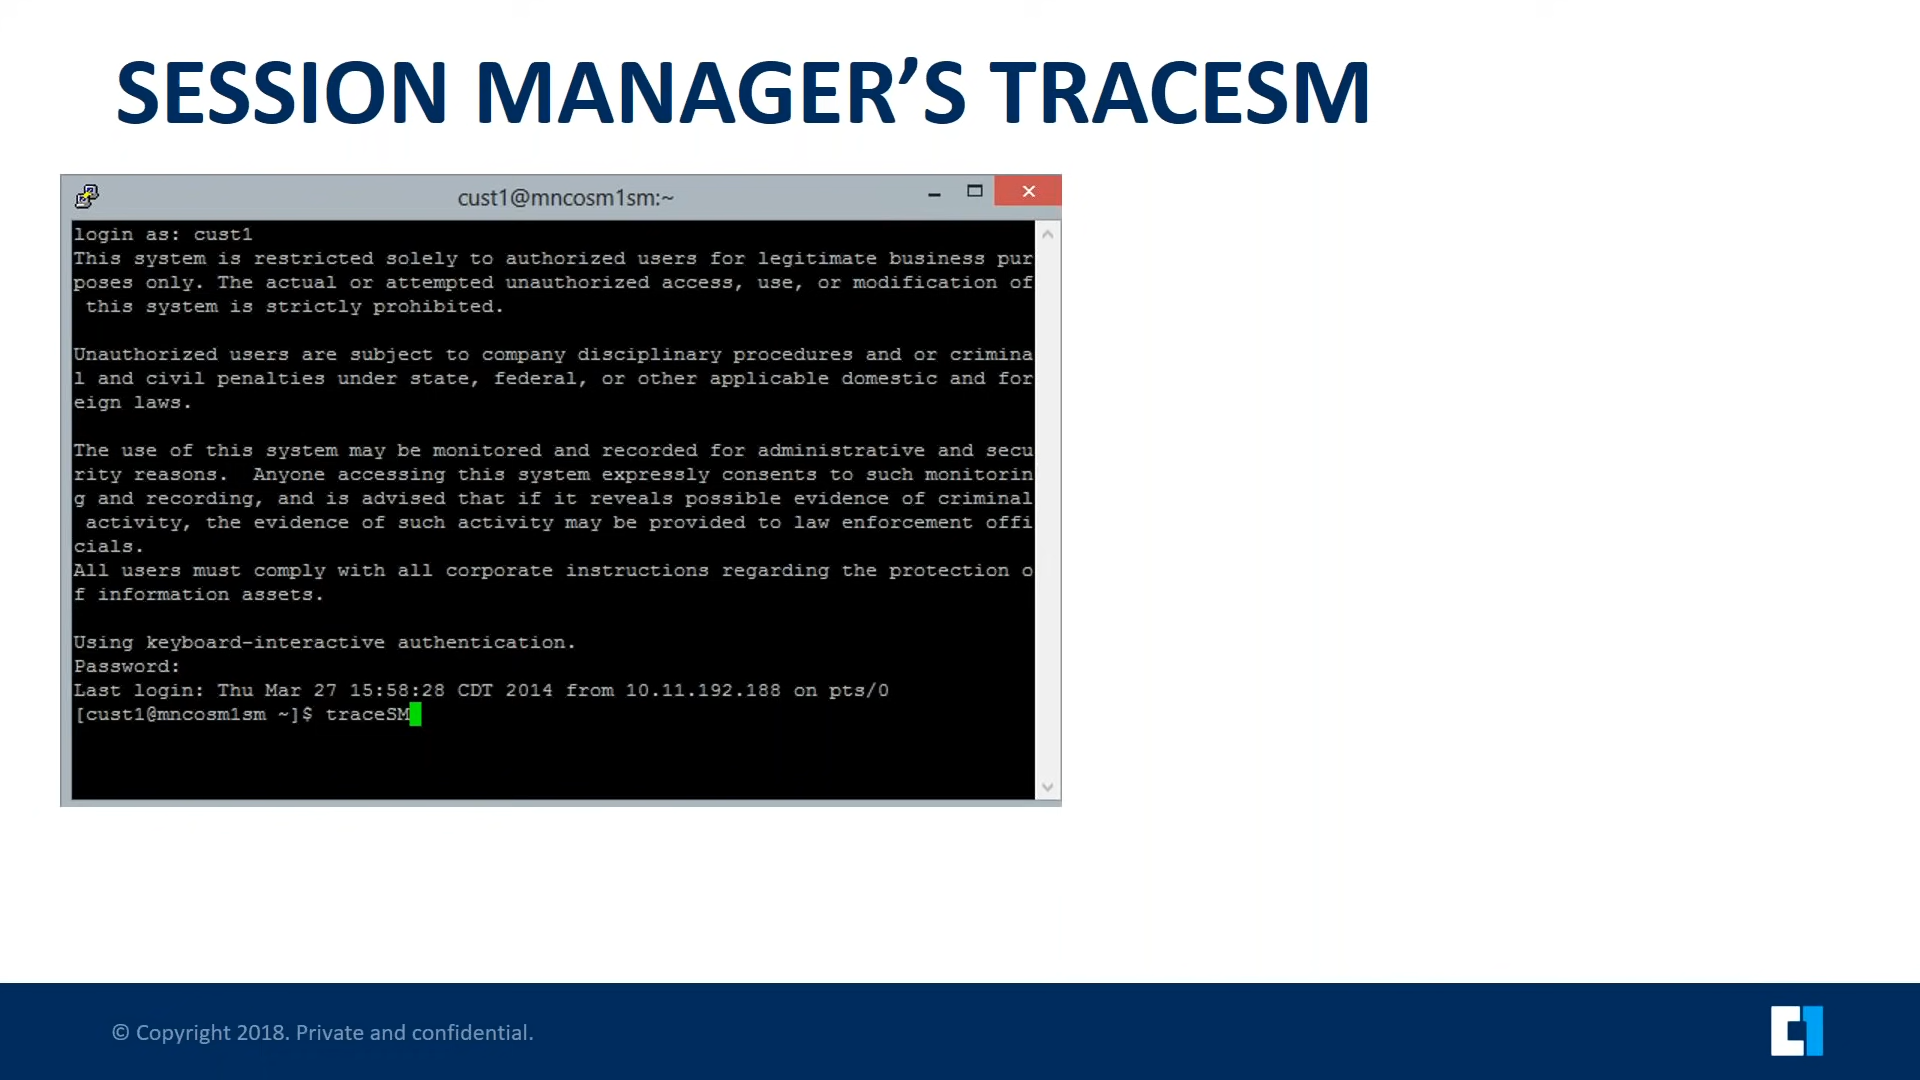 SESSION MANAGER’S TRACESM
cust1@mncosm1sm:~
login as: cust1
This system is restricted solely to authorized users for legitimate business pur
poses only. The actual or attempted unauthorized access, use, or modification of
 this system is strictly prohibited.
Unauthorized users are subject to company disciplinary procedures and or crimina
l and civil penalties under state, federal, or other applicable domestic and for
eign laws.
The use of this system may be monitored and recorded for administrative and secu
rity reasons.  Anyone accessing this system expressly consents to such monitorin
g and recording, and is advised that if it reveals possible evidence of criminal
 activity, the evidence of such activity may be provided to law enforcement offi
cials.
All users must comply with all corporate instructions regarding the protection o
f information assets.
Using keyboard-interactive authentication.
Password:
Last login: Thu Mar 27 15:58:28 CDT 2014 from 10.11.192.188 on pts/0
[cust1@mncosm1sm ~]$ traceSM
© Copyright 2018. Private and confidential.